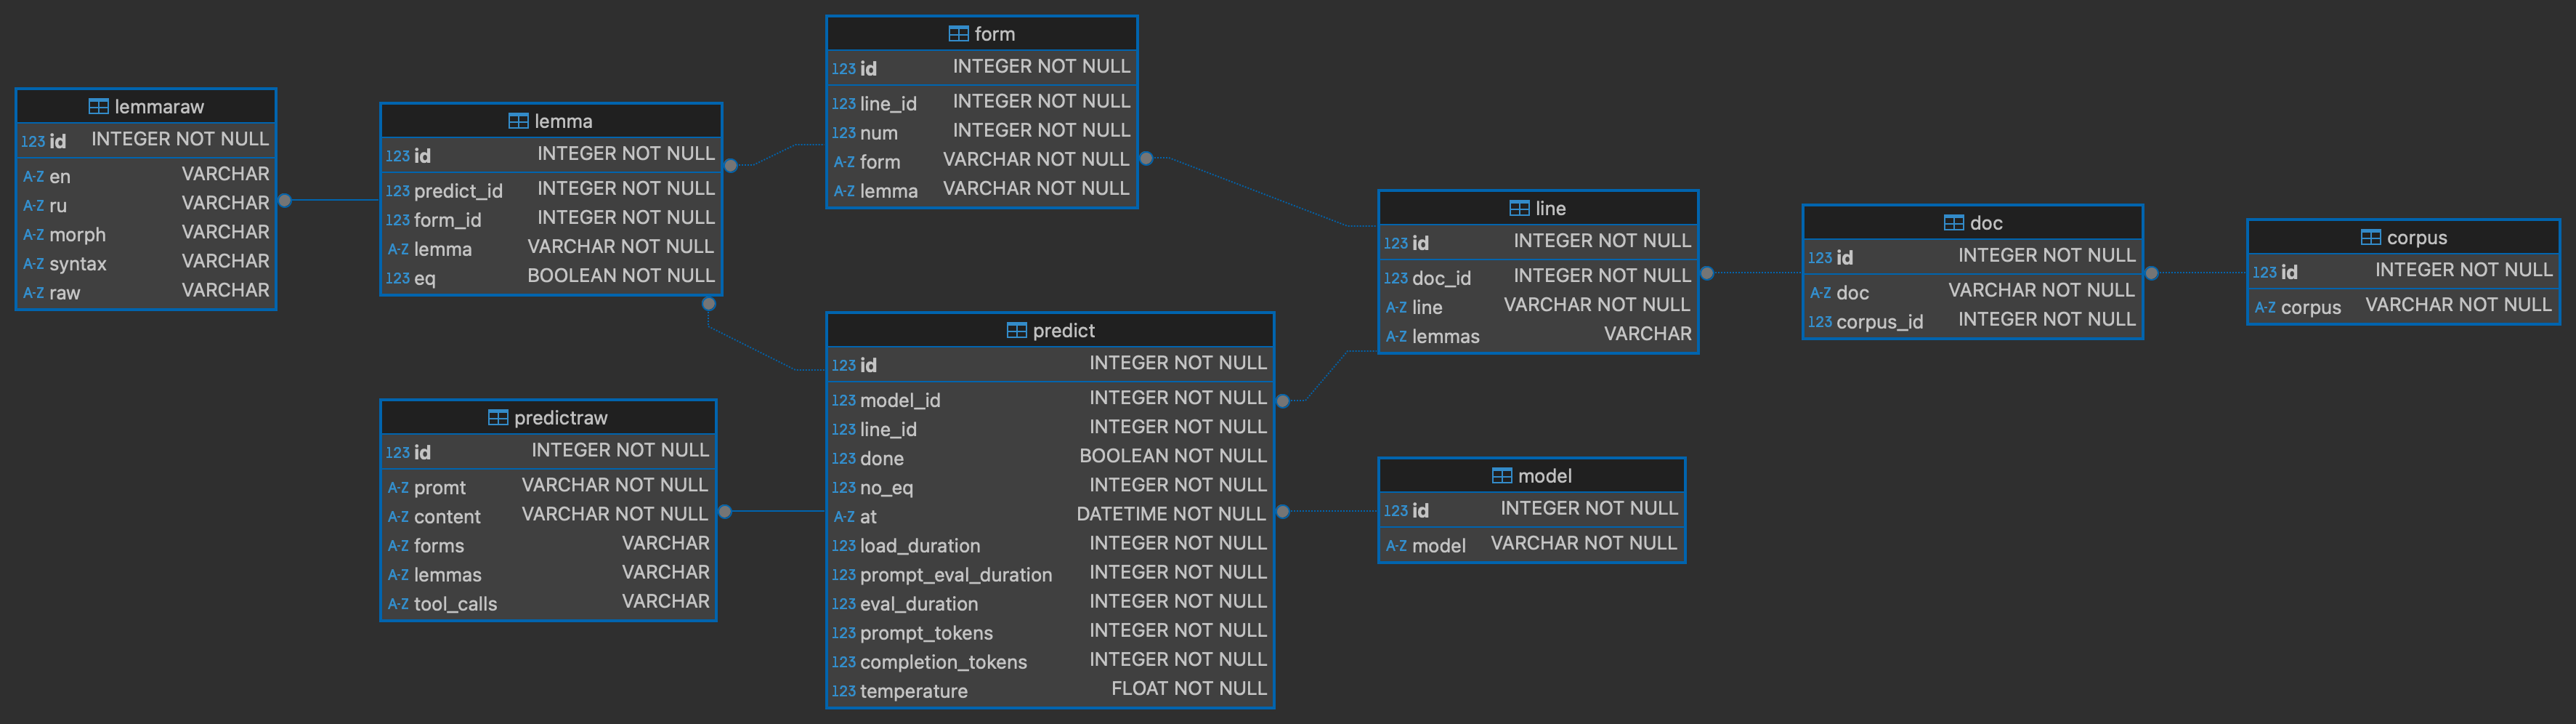 lemmaraw
123 id INTEGER NOT NULL
A-Z en VARCHAR
A-Z ru VARCHAR
A-Z morph VARCHAR
A-Z syntax VARCHAR
A-Z raw VARCHAR
lemma
123 id INTEGER NOT NULL
123 predict_id INTEGER NOT NULL
123 form_id INTEGER NOT NULL
A-Z lemma VARCHAR NOT NULL
123 eq BOOLEAN NOT NULL
predictraw
123 id INTEGER NOT NULL
A-Z promt VARCHAR NOT NULL
A-Z content VARCHAR NOT NULL
A-Z forms VARCHAR
A-Z lemmas VARCHAR
A-Z tool_calls VARCHAR
form
123 id INTEGER NOT NULL
123 line_id INTEGER NOT NULL
123 num INTEGER NOT NULL
A-Z form VARCHAR NOT NULL
A-Z lemma VARCHAR NOT NULL
predict
123 id INTEGER NOT NULL
123 model_id INTEGER NOT NULL
123 line_id INTEGER NOT NULL
123 done BOOLEAN NOT NULL
123 no_eq INTEGER NOT NULL
A-Z at DATETIME NOT NULL
123 load_duration INTEGER NOT NULL
123 prompt_eval_duration INTEGER NOT NULL
123 eval_duration INTEGER NOT NULL
123 prompt_tokens INTEGER NOT NULL
123 completion_tokens INTEGER NOT NULL
123 temperature FLOAT NOT NULL
line
123 id INTEGER NOT NULL
123 doc_id INTEGER NOT NULL
A-Z line VARCHAR NOT NULL
A-Z lemmas VARCHAR
model
123 id INTEGER NOT NULL
A-Z model VARCHAR NOT NULL
doc
123 id INTEGER NOT NULL
A-Z doc VARCHAR NOT NULL
123 corpus_id INTEGER NOT NULL
corpus
123 id INTEGER NOT NULL
A-Z corpus VARCHAR NOT NULL